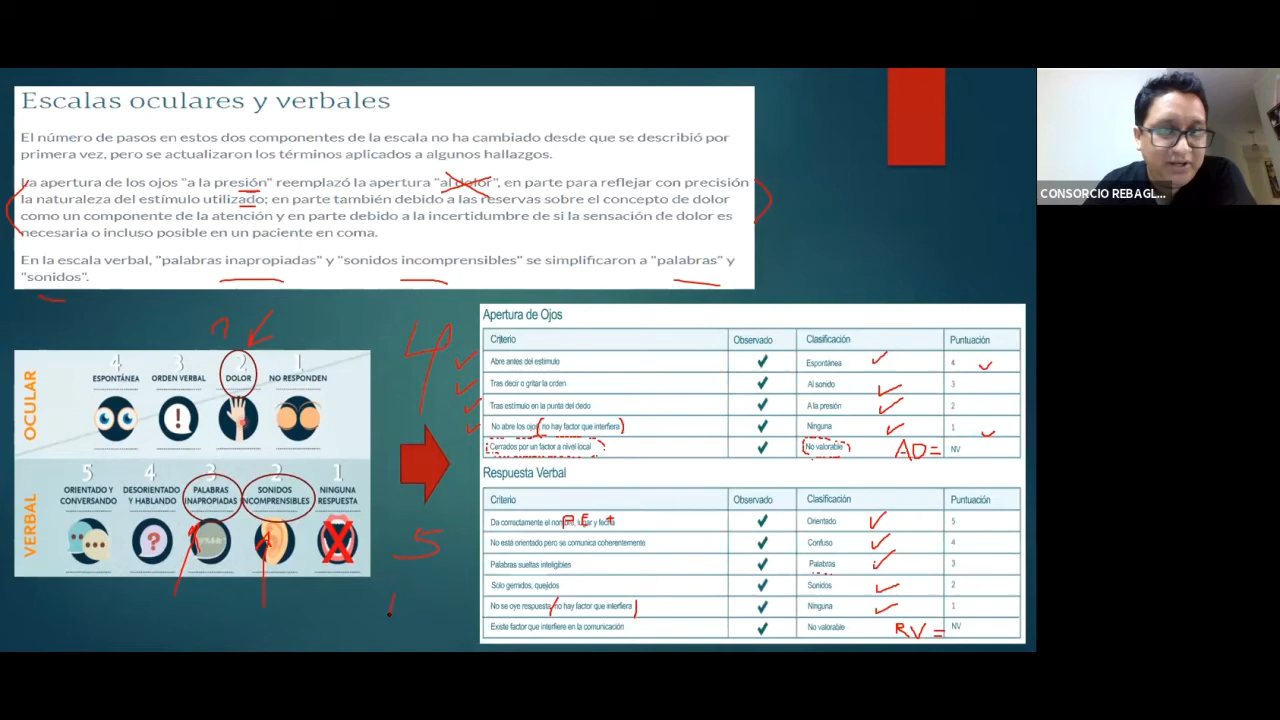 Escalas oculares y verbales
El número de pasos en estos dos componentes de la escala no ha cambiado desde que se describió por
primera vez, pero se actualizaron los términos aplicados a algunos hallazgos.
La apertura de los ojos "a la presión" reemplazó la apertura "al dolor", en parte para reflejar con precisión
la naturaleza del estímulo utilizado; en parte también debido a las reservas sobre el concepto de dolor
como un componente de la atención y en parte debido a la incertidumbre de si la sensación de dolor es
necesaria o incluso posible en un paciente en coma.
En la escala verbal, "palabras inapropiadas" y "sonidos incomprensibles" se simplificaron a "palabras" y
"sonidos".
CONSORCIO REBAGL...
OCULAR
4 3 2 1
ESPONTÁNEA ORDEN VERBAL DOLOR NO RESPONDEN
VERBAL
5 4 3 2 1
ORIENTADO Y DESORIENTADO PALABRAS SONIDOS NINGUNA
CONVERSANDO Y HABLANDO INAPROPIADAS INCOMPRENSIBLES RESPUESTA
4
5
Apertura de Ojos
Criterio Observado Clasificación Puntuación
Abre antes del estimulo Espontánea 4
Tras decir o gritar la orden Al sonido 3
Tras estímulo en la punta del dedo A la presión 2
No abre los ojos, no hay factor que interfiera Ninguna 1
Cerrados por un factor a nivel local No valorable AO= NV
Respuesta Verbal
Criterio Observado Clasificación Puntuación
Da correctamente el nombre, lugar y fecha Orientado 5
P E t
No está orientado pero se comunica coherentemente Confuso 4
Palabras sueltas inteligibles Palabras 3
Solo gemidos, quejidos Sonidos 2
No se oye respuesta, no hay factor que interfiera Ninguna 1
Existe factor que interfiere en la comunicación No valorable RV= NV